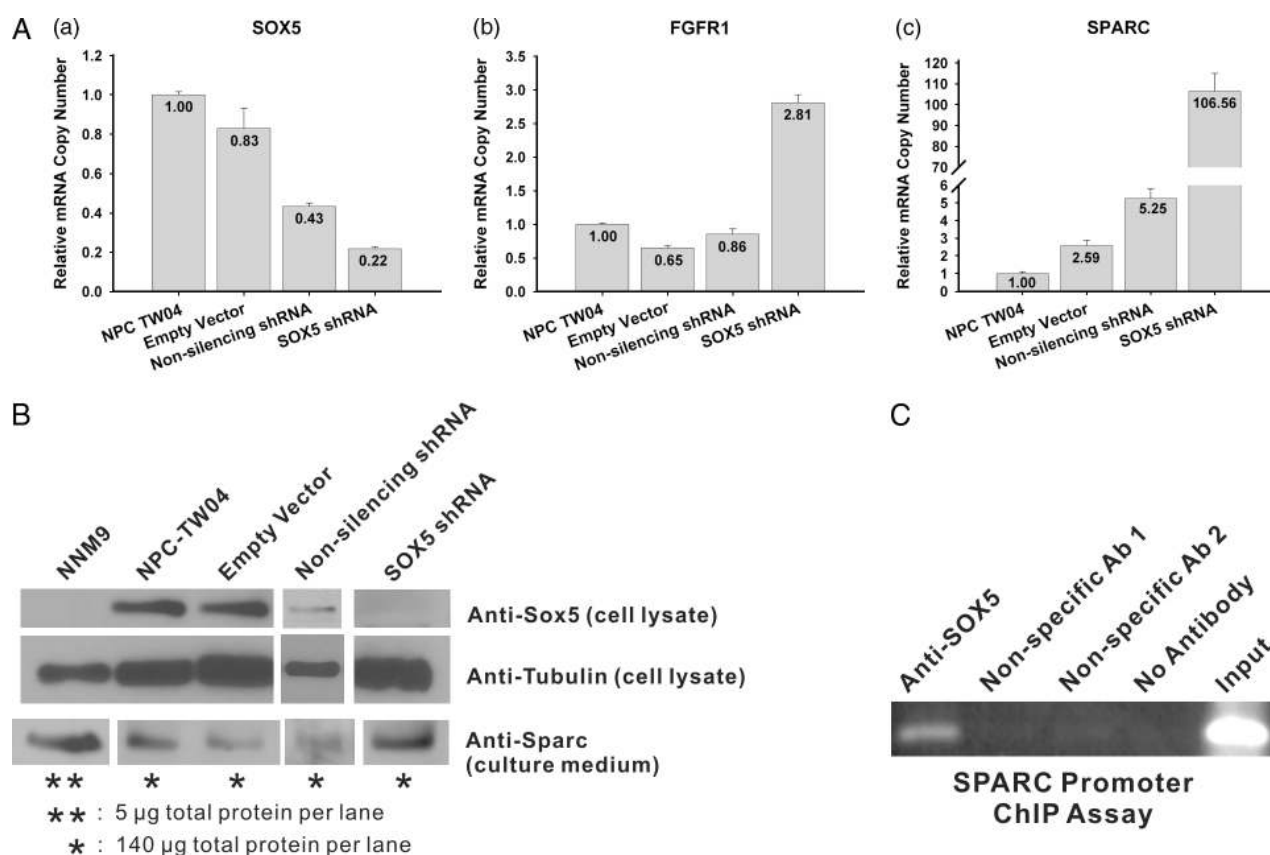 A
(a)
SOX5
Relative mRNA Copy Number
1.2
1.0
0.8
0.6
0.4
0.2
0.0
1.00
0.83
0.43
0.22
NPC TW04
Empty Vector
Non-silencing shRNA
SOX5 shRNA
(b)
FGFR1
Relative mRNA Copy Number
3.5
3.0
2.5
2.0
1.5
1.0
0.5
0.0
1.00
0.65
0.86
2.81
NPC TW04
Empty Vector
Non-silencing shRNA
SOX5 shRNA
(c)
SPARC
Relative mRNA Copy Number
120
110
100
90
80
70
6
5
4
3
2
1
0
1.00
2.59
5.25
106.56
NPC TW04
Empty Vector
Non-silencing shRNA
SOX5 shRNA
B
NNM9
NPC-TW04
Empty Vector
Non-silencing shRNA
SOX5 shRNA
Anti-Sox5 (cell lysate)
Anti-Tubulin (cell lysate)
Anti-Sparc
(culture medium)
** * * * *
** : 5 µg total protein per lane
* : 140 µg total protein per lane
C
Anti-SOX5
Non-specific Ab 1
Non-specific Ab 2
No Antibody
Input
SPARC Promoter
ChIP Assay